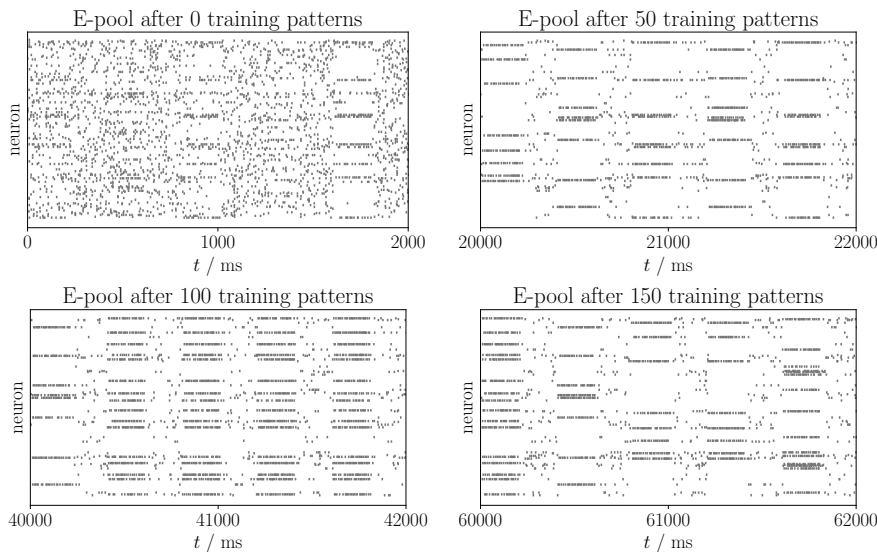 E-pool after 0 training patterns
neuron
0 1000 2000
t / ms
E-pool after 50 training patterns
neuron
20000 21000 22000
t / ms
E-pool after 100 training patterns
neuron
40000 41000 42000
t / ms
E-pool after 150 training patterns
neuron
60000 61000 62000
t / ms